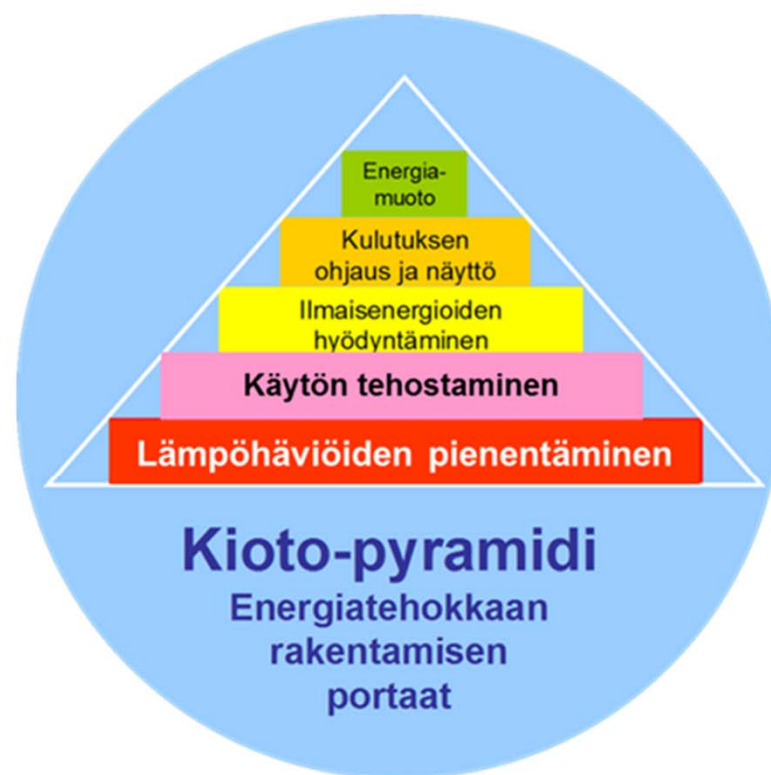 Energia-
muoto
Kulutuksen
ohjaus ja näyttö
Ilmaisenergioiden
hyödyntäminen
Käytön tehostaminen
Lämpöhäviöiden pienentäminen
Kioto-pyramidi
Energiatehokkaan
rakentamisen
portaat